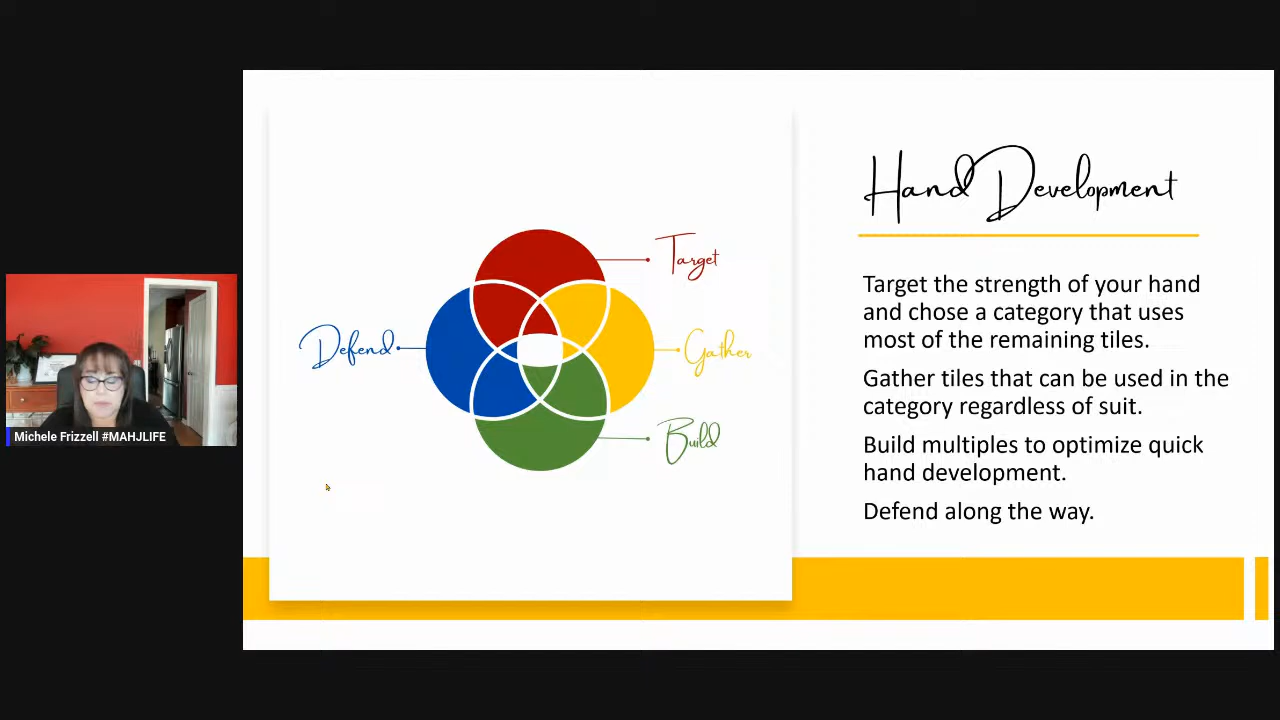 Hand Development
Target
Defend
Gather
Build
Target the strength of your hand
and chose a category that uses
most of the remaining tiles.
Gather tiles that can be used in the
category regardless of suit.
Build multiples to optimize quick
hand development.
Defend along the way.
Michele Frizzell #MAHJLIFE